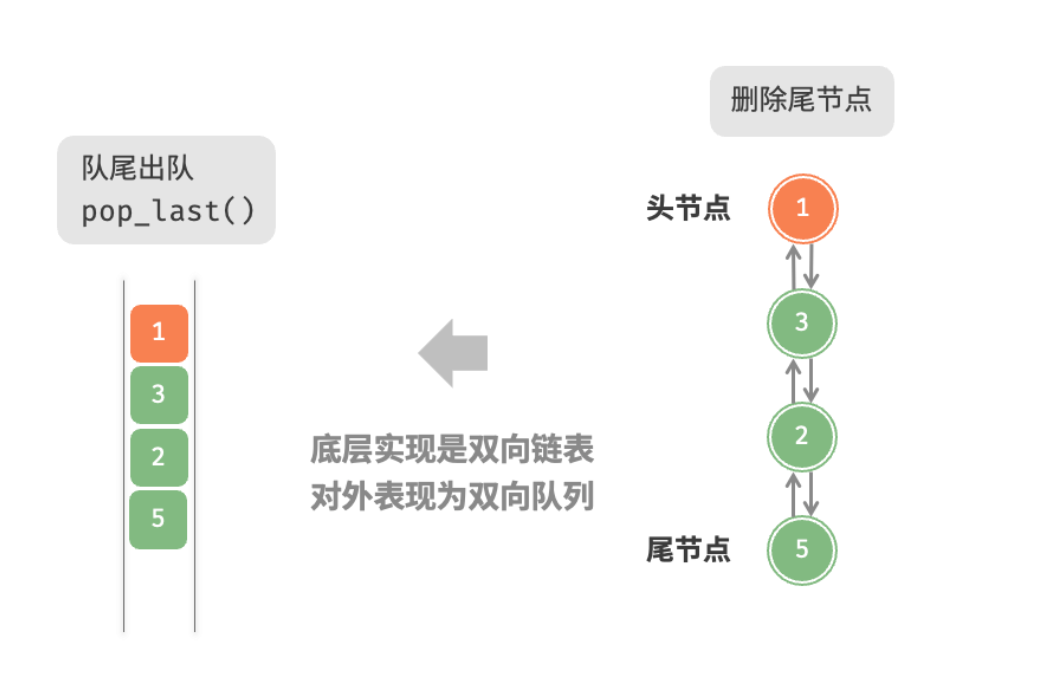 删除尾节点
队尾出队
pop_last()
头节点
1
3
2
5
尾节点
1
3
2
5
底层实现是双向链表
对外表现为双向队列